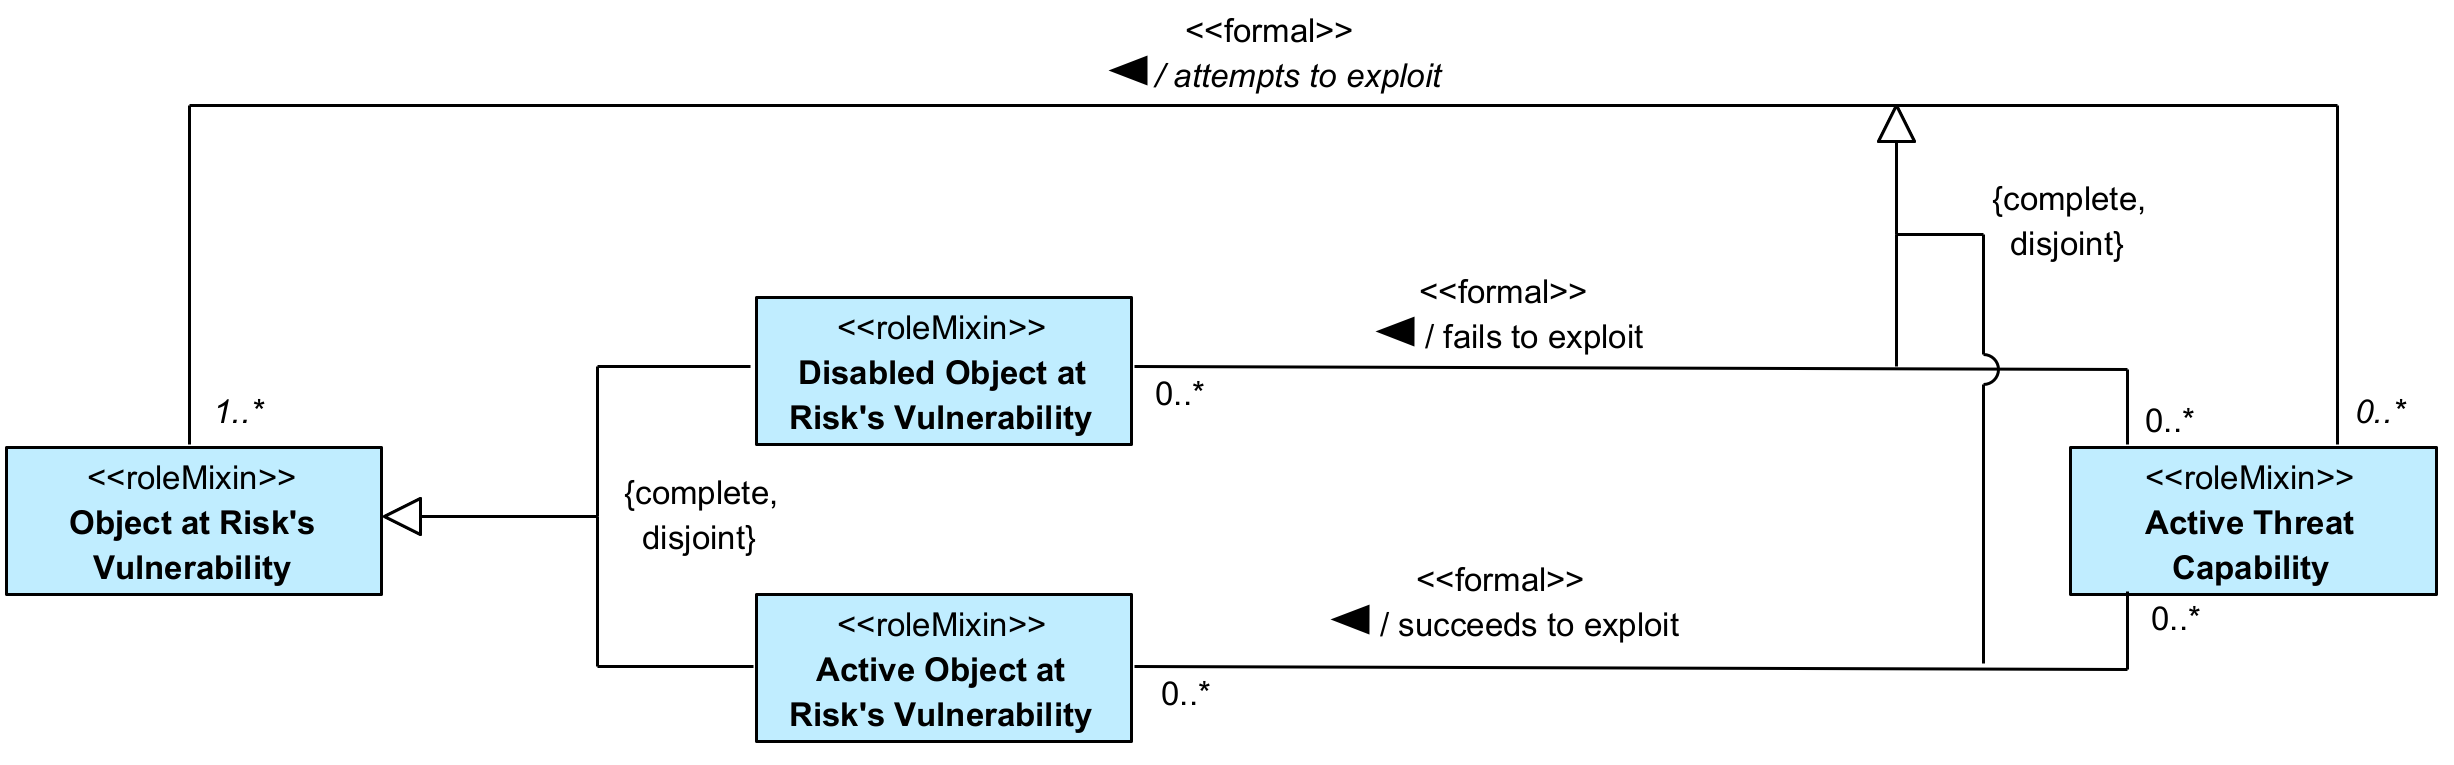 <<formal>>
/ attempts to exploit
{complete,
disjoint}
<<formal>>
/ fails to exploit
<<roleMixin>>
Disabled Object at
Risk's Vulnerability
0..*
1..*
0..*
0..*
<<roleMixin>>
Object at Risk's
Vulnerability
{complete,
disjoint}
<<roleMixin>>
Active Threat
Capability
<<formal>>
/ succeeds to exploit
<<roleMixin>>
Active Object at
Risk's Vulnerability
0..*
0..*